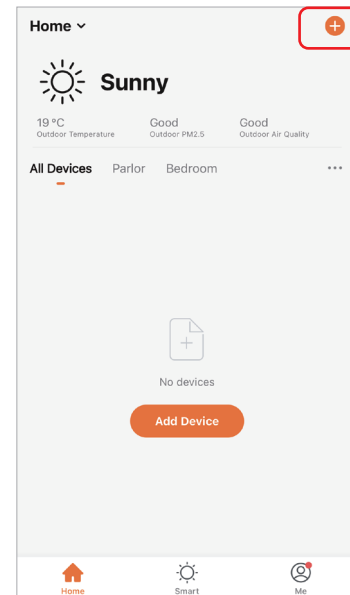 Home
Sunny
19 °C Good Good
Outdoor Temperature Outdoor PM2.5 Outdoor Air Quality
All Devices Parlor Bedroom
No devices
Add Device
Home Smart Me